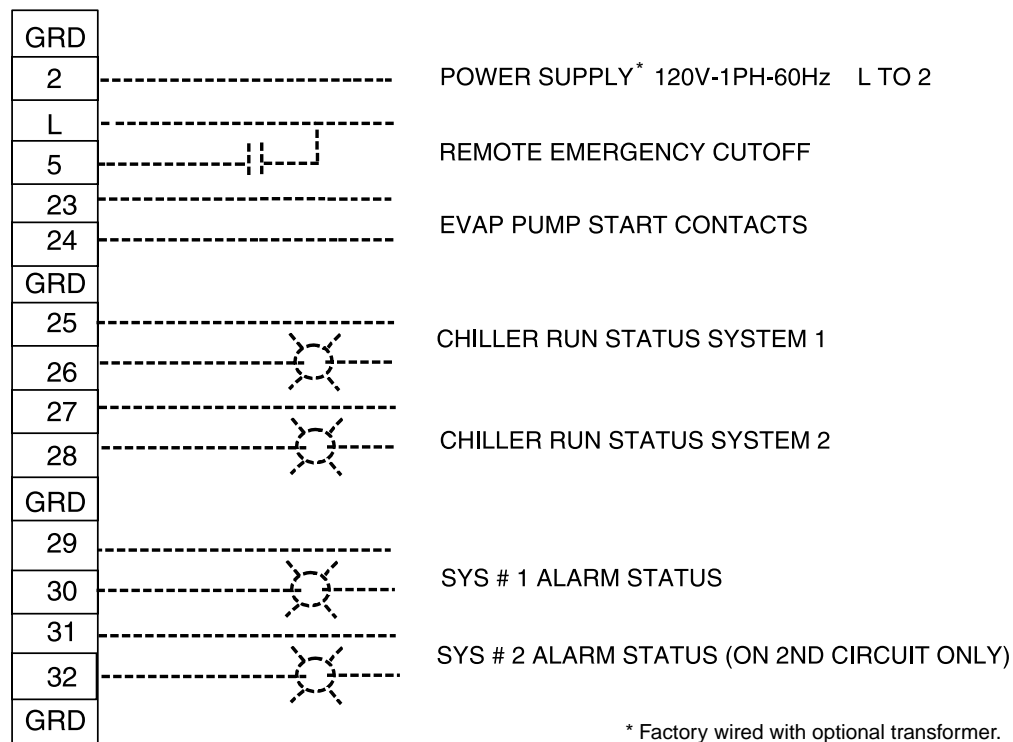 GRD
2 POWER SUPPLY* 120V-1PH-60Hz L TO 2
L
5 REMOTE EMERGENCY CUTOFF
23
24 EVAP PUMP START CONTACTS
GRD
25
CHILLER RUN STATUS SYSTEM 1
26
27
28 CHILLER RUN STATUS SYSTEM 2
GRD
29
30 SYS # 1 ALARM STATUS
31
SYS # 2 ALARM STATUS (ON 2ND CIRCUIT ONLY)
32
GRD
* Factory wired with optional transformer.